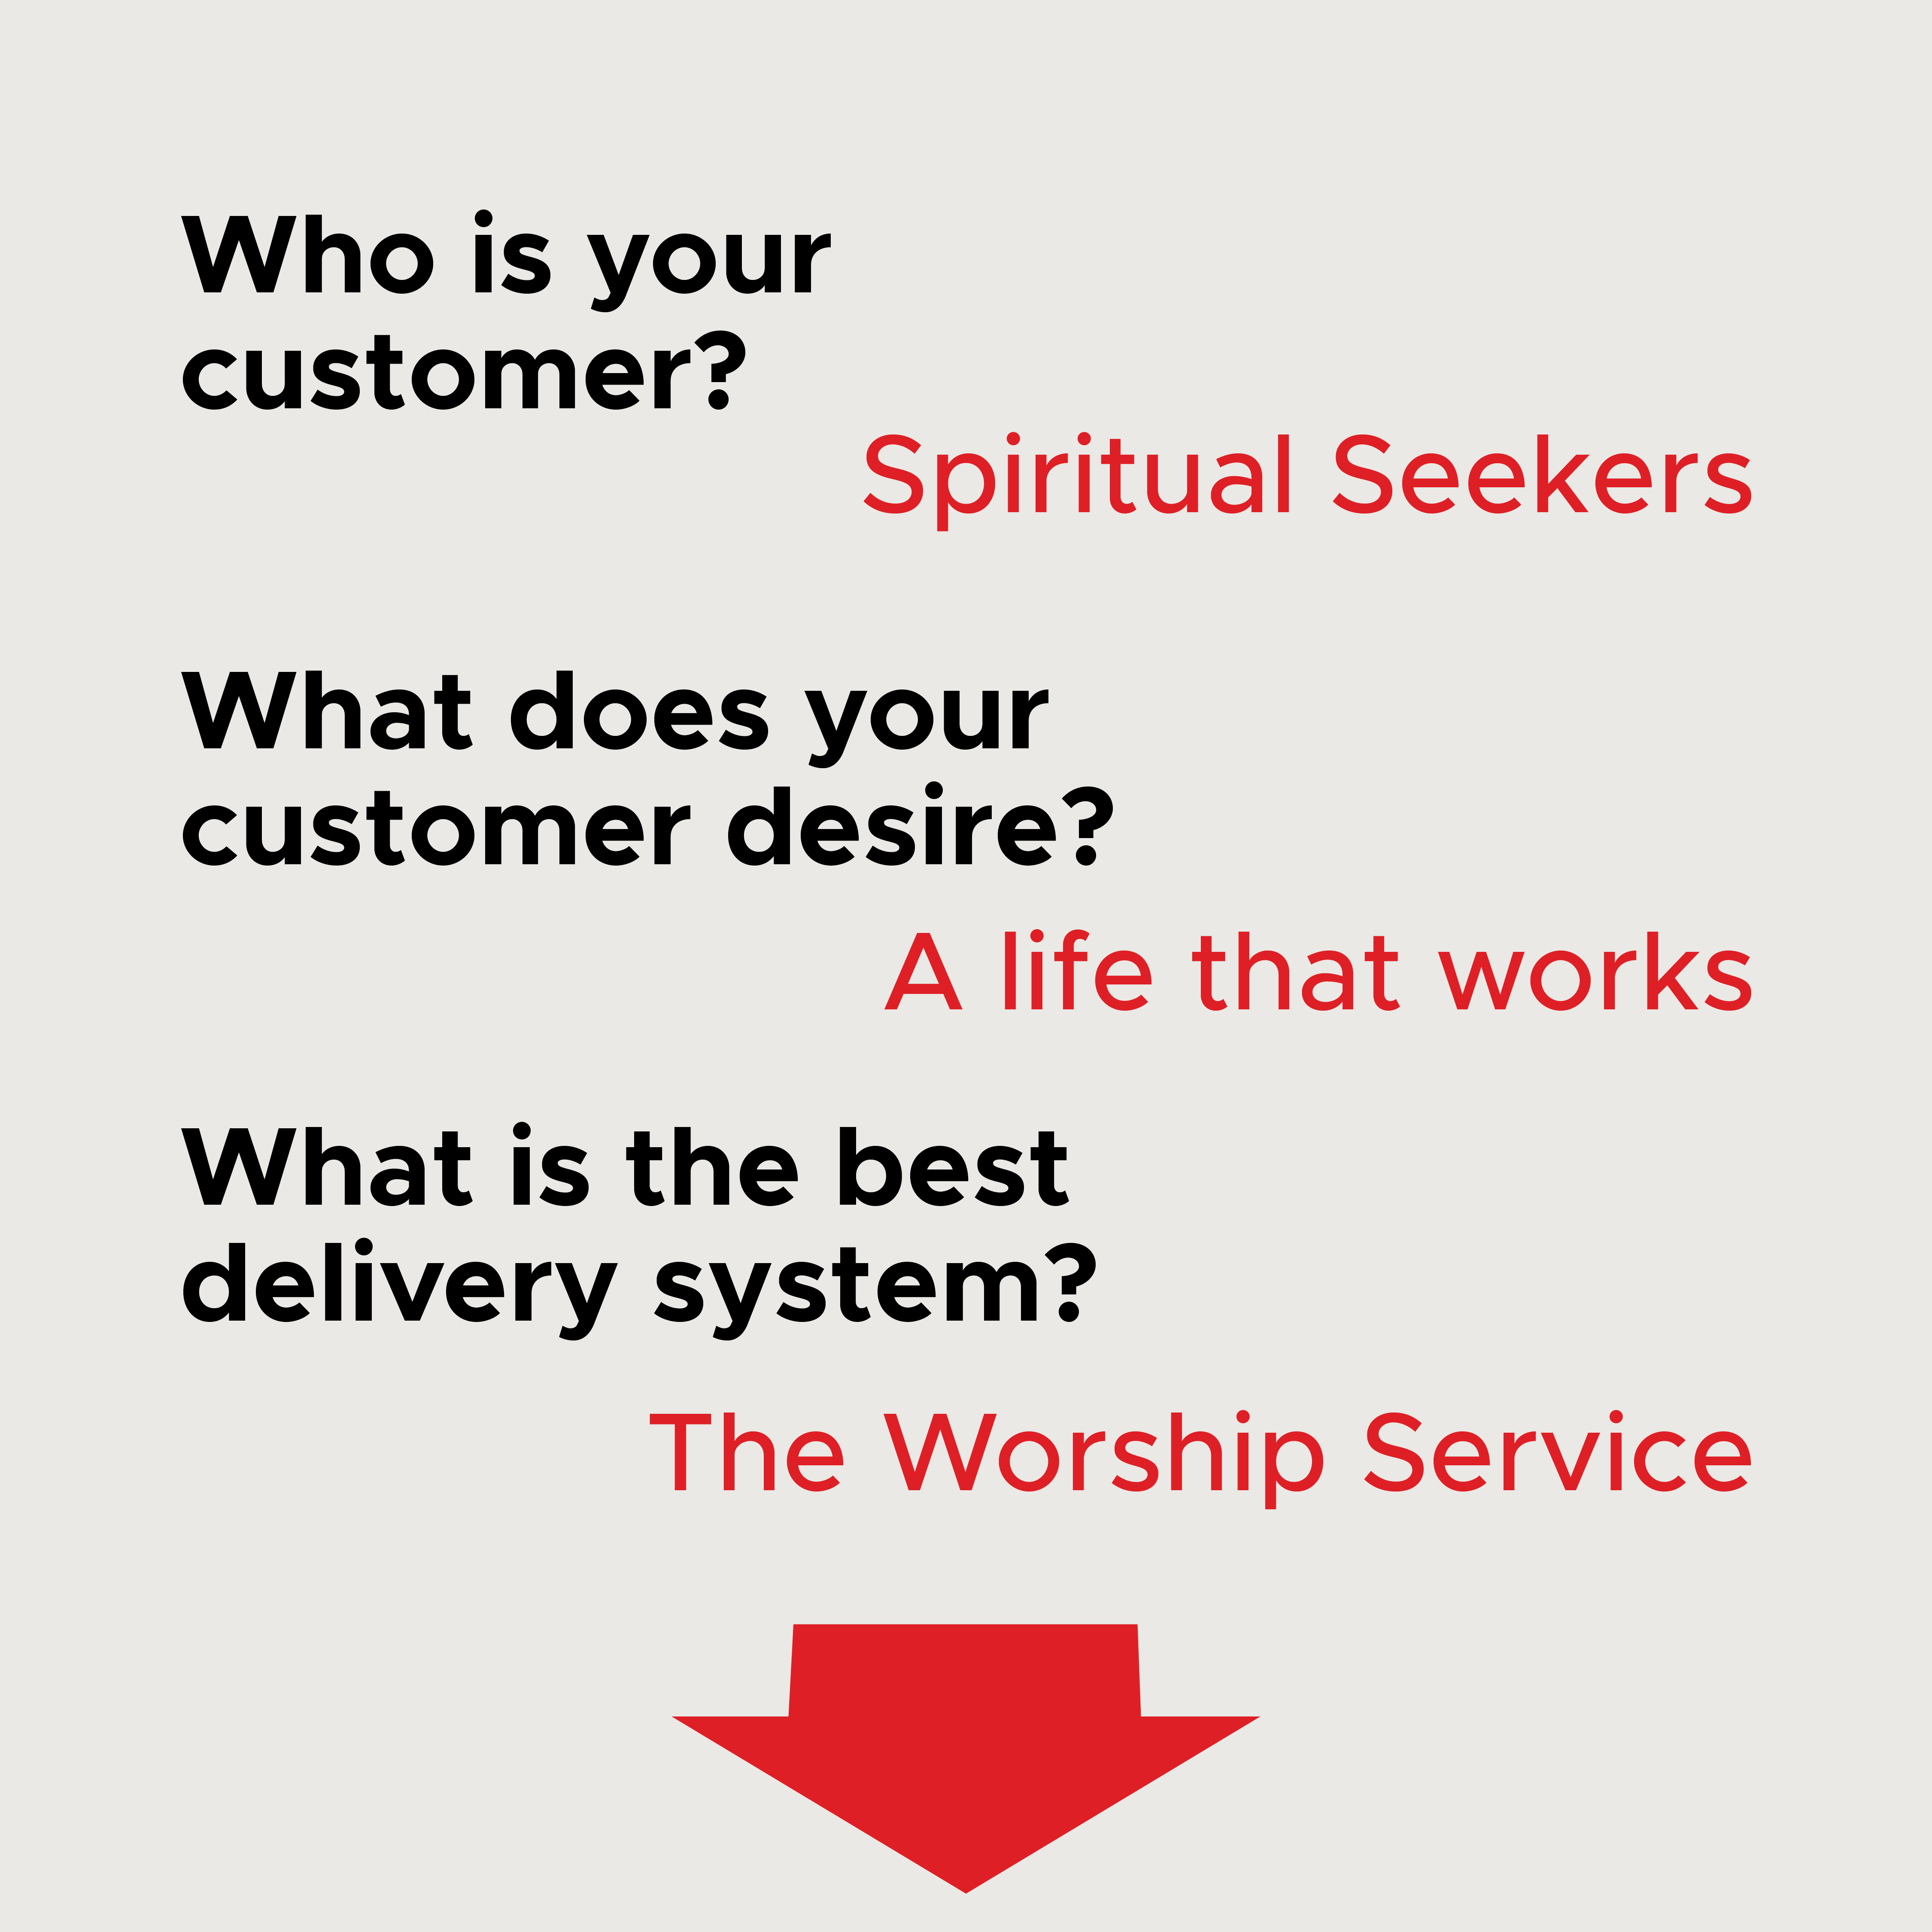 Who is your
customer?
Spiritual Seekers
What does your
customer desire?
A life that works
What is the best
delivery system?
The Worship Service